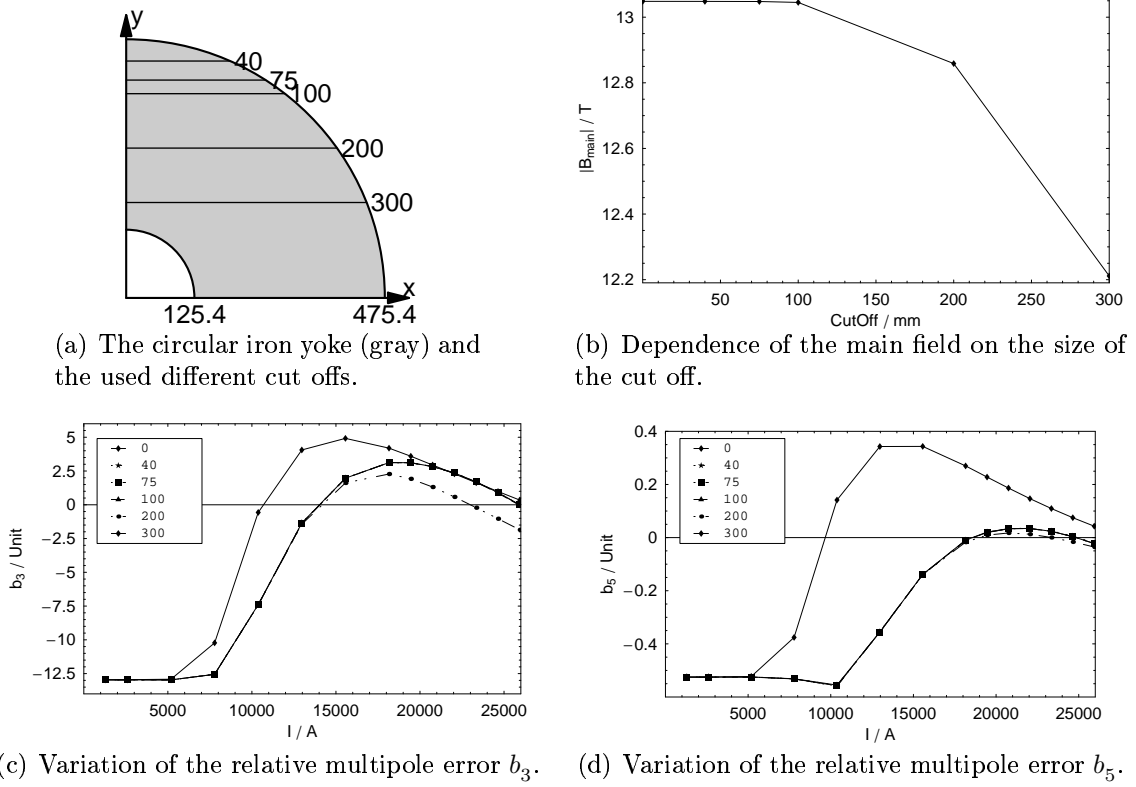 y
40
75
100
200
300
x
125.4
475.4
(a) The circular iron yoke (gray) and
the used different cut offs.
13
12.8
12.6
12.4
12.2
|B_main| / T
50 100 150 200 250 300
CutOff / mm
(b) Dependence of the main field on the size of
the cut off.
5
2.5
0
−2.5
−5
−7.5
−10
−12.5
b_3 / Unit
0
40
75
100
200
300
5000 10000 15000 20000 25000
I / A
(c) Variation of the relative multipole error b_3.
0.4
0.2
0
−0.2
−0.4
b_5 / Unit
0
40
75
100
200
300
5000 10000 15000 20000 25000
I / A
(d) Variation of the relative multipole error b_5.